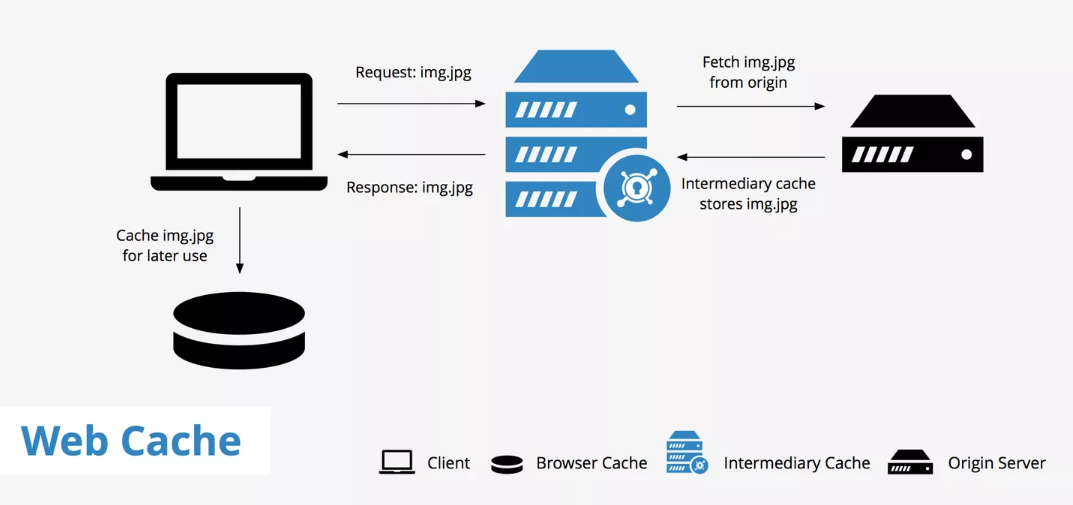 Request: img.jpg
Fetch img.jpg
from origin
Response: img.jpg
Intermediary cache
stores img.jpg
Cache img.jpg
for later use
Web Cache
Client
Browser Cache
Intermediary Cache
Origin Server